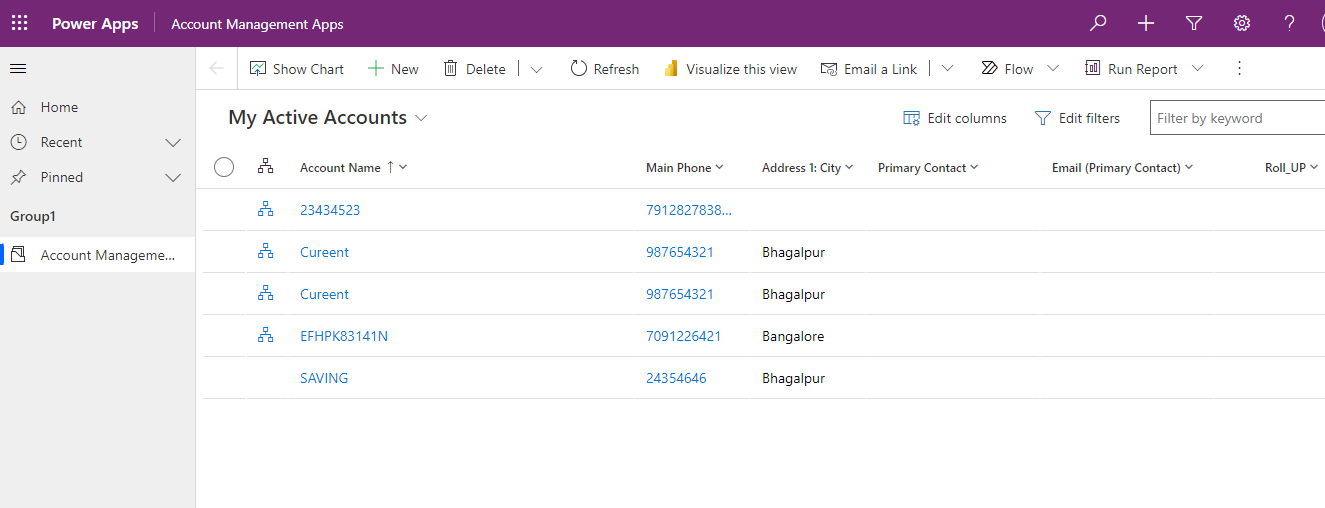 Power Apps Account Management Apps
Show Chart New Delete Refresh Visualize this view Email a Link Flow Run Report
Home
Recent
Pinned
Group1
Account Manageme...
My Active Accounts Edit columns Edit filters Filter by keyword
Account Name Main Phone Address 1: City Primary Contact Email (Primary Contact) Roll_UP
23434523 7912827838...
Cureent 987654321 Bhagalpur
Cureent 987654321 Bhagalpur
EFHPK83141N 7091226421 Bangalore
SAVING 24354646 Bhagalpur